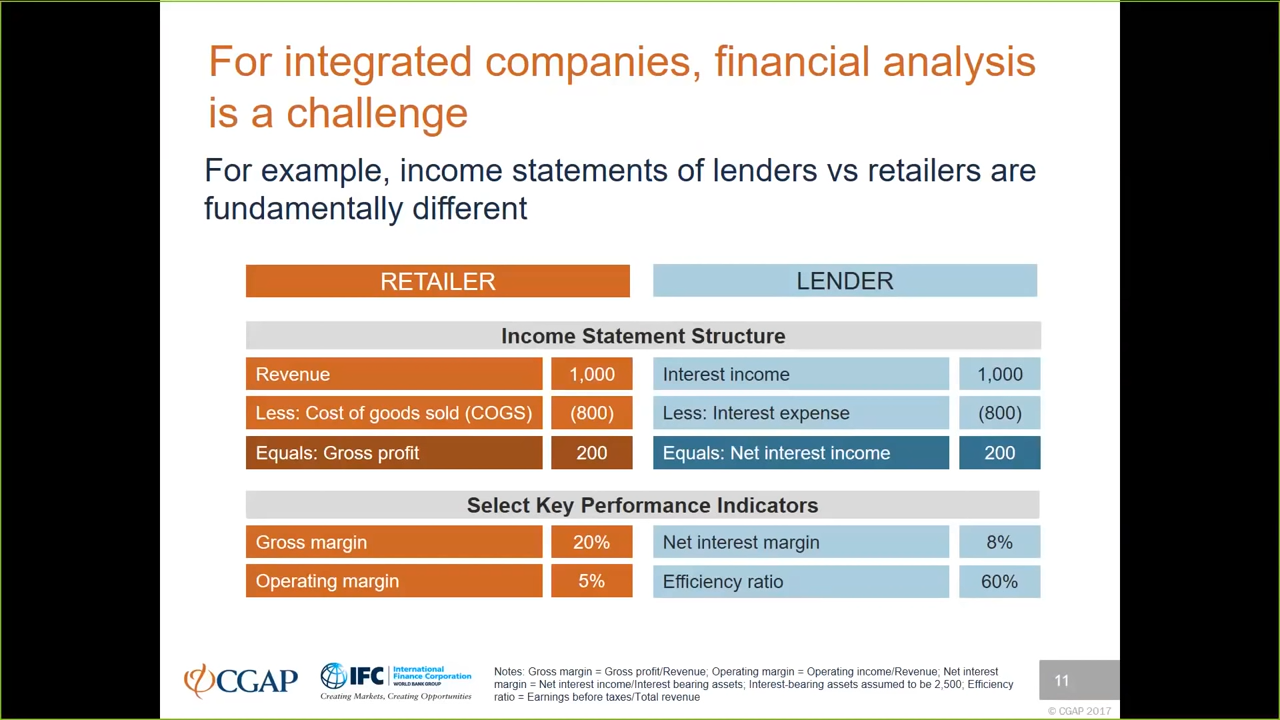 For integrated companies, financial analysis
is a challenge
For example, income statements of lenders vs retailers are
fundamentally different
RETAILER
LENDER
Income Statement Structure
Revenue 1,000 Interest income 1,000
Less: Cost of goods sold (COGS) (800) Less: Interest expense (800)
Equals: Gross profit 200 Equals: Net interest income 200
Select Key Performance Indicators
Gross margin 20% Net interest margin 8%
Operating margin 5% Efficiency ratio 60%
CGAP
IFC
International
Finance Corporation
WORLD BANK GROUP
Creating Markets, Creating Opportunities
Notes: Gross margin = Gross profit/Revenue; Operating margin = Operating income/Revenue; Net interest
margin = Net interest income/Interest bearing assets; Interest-bearing assets assumed to be 2,500; Efficiency
ratio = Earnings before taxes/Total revenue
11
© CGAP 2017